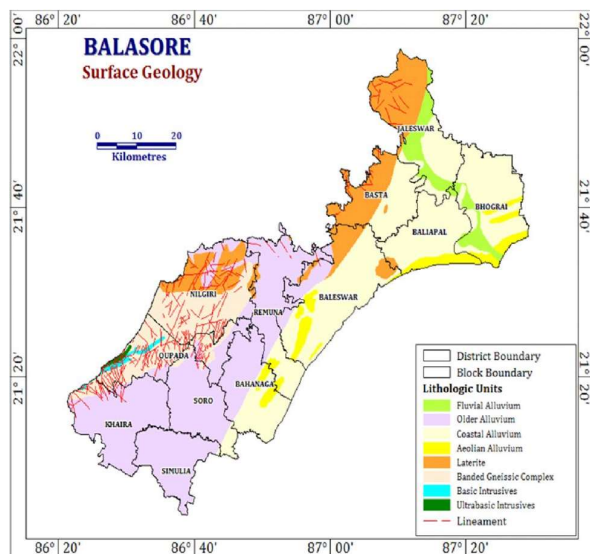 86°20' 86°40' 87°00' 87°20'
22°00'
22°00'
BALASORE
Surface Geology
0 10 20
Kilometres
JALESWAR
21°40'
21°40'
BASTA
BHOGRAI
BALIAPAL
NILGIRI
BALESWAR
REMUNA
OUPADA
21°20'
21°20'
BAHANAGA
SORO
KHAIRA
SIMULIA
District Boundary
Block Boundary
Lithologic Units
Fluvial Alluvium
Older Alluvium
Coastal Alluvium
Aeolian Alluvium
Laterite
Banded Gneissic Complex
Basic Intrusives
Ultrabasic Intrusives
Lineament
86°20' 86°40' 87°00' 87°20'